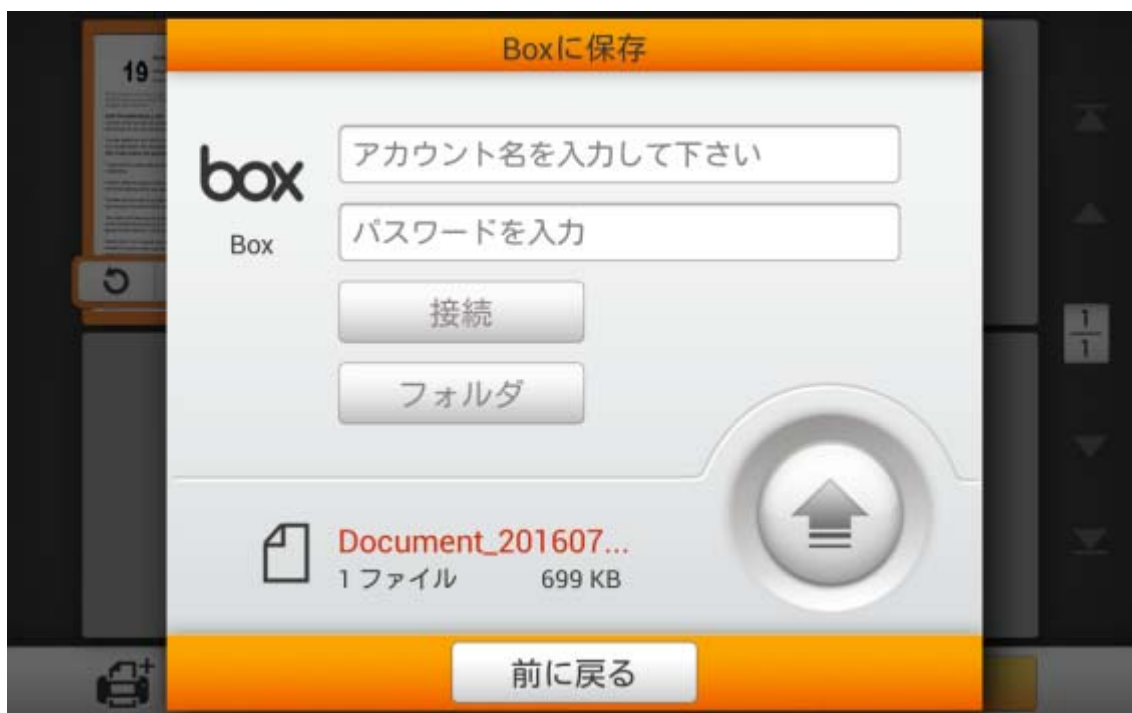 Boxに保存
19
box
Box
アカウント名を入力して下さい
パスワードを入力
接続
フォルダ
1
1
Document_201607...
1 ファイル 699 KB
前に戻る